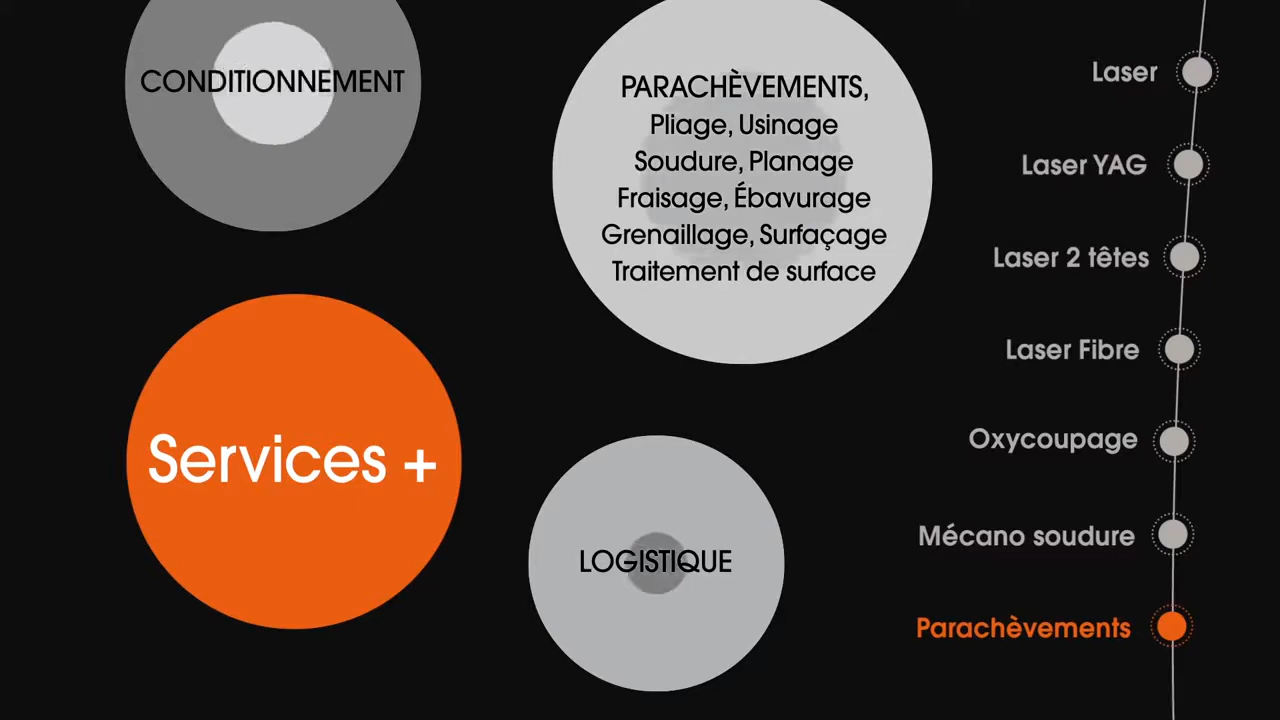 CONDITIONNEMENT
PARACHÈVEMENTS,
Pliage, Usinage
Soudure, Planage
Fraisage, Ébavurage
Grenaillage, Surfaçage
Traitement de surface
Services +
LOGISTIQUE
Laser
Laser YAG
Laser 2 têtes
Laser Fibre
Oxycoupage
Mécano soudure
Parachèvements